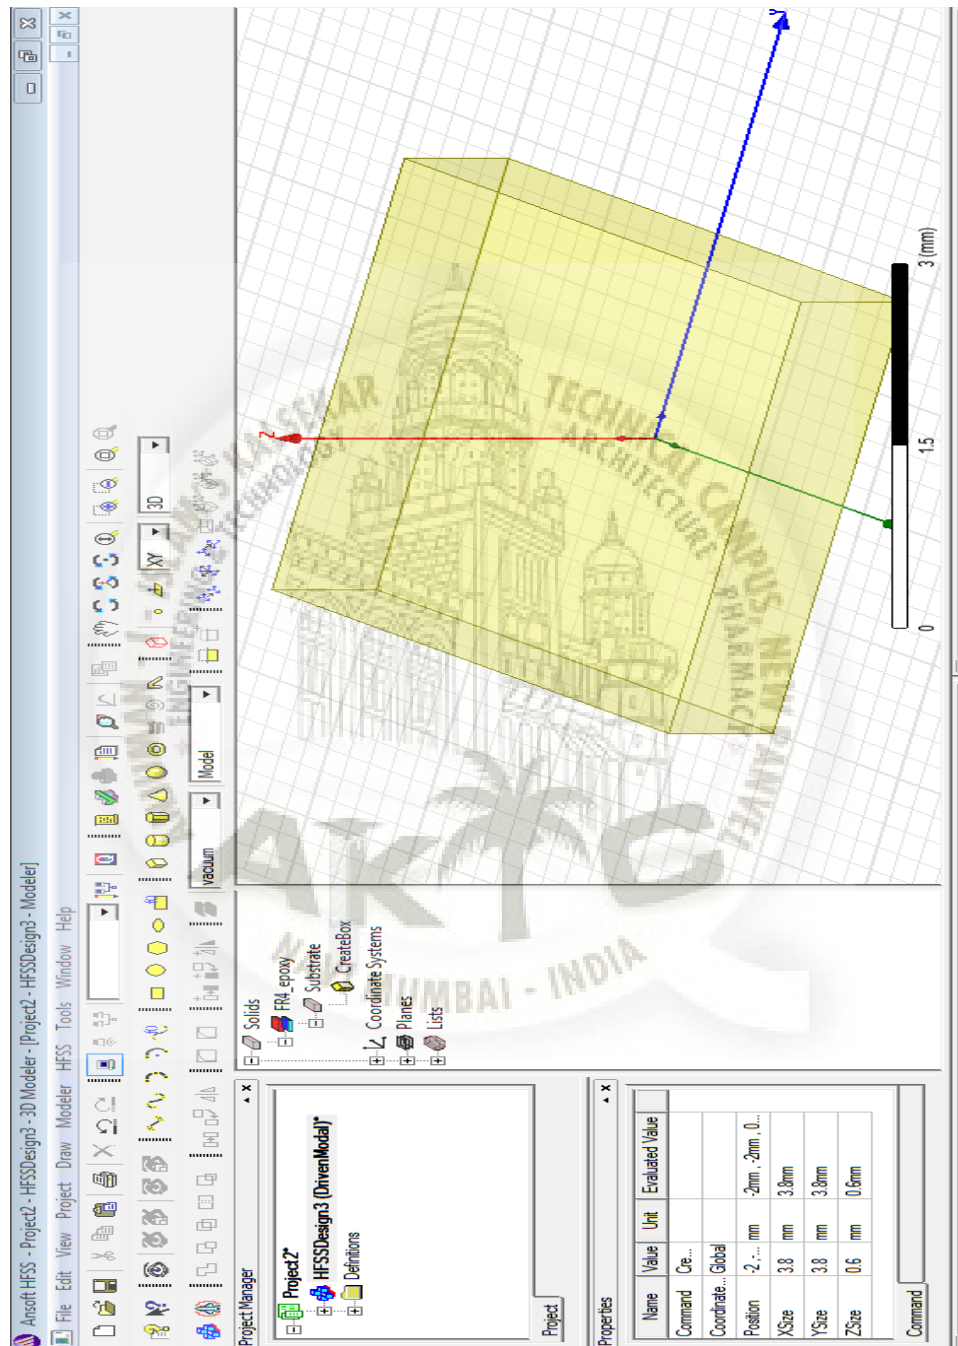 Ansoft HFSS - Project2 - HFSSDesign3 - 3D Modeler - [Project2 - HFSSDesign3 - Modeler]
File Edit View Project Draw Modeler HFSS Tools Window Help
Vacuum Model
XY 3D
Project Manager
Project2*
HFSSDesign3 (DrivenModal)*
Definitions
Project
Properties
Name Value Unit Evaluated Value
Command Cre...
Coordinate... Global
Position -2 , -... mm -2mm , -2mm , 0...
XSize 3.8 mm 3.8mm
YSize 3.8 mm 3.8mm
ZSize 0.6 mm 0.6mm
Command
Solids
FR4_epoxy
Substrate
CreateBox
Coordinate Systems
Planes
Lists
Z
Y
0 1.5 3 (mm)
TECHNICAL CAMPUS
ARCHITECTURE
PHARMACY
AKTC
NAVI MUMBAI - INDIA